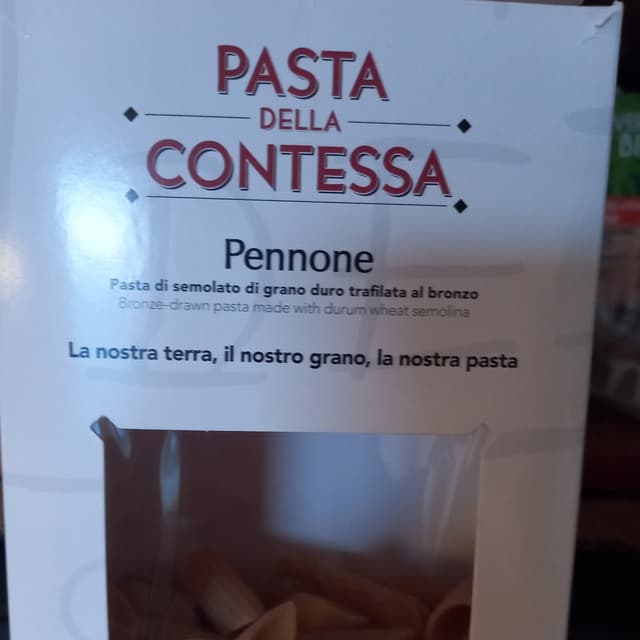 PASTA
DELLA
CONTESSA
Pennone
Pasta di semolato di grano duro trafilata al bronzo
Bronze-drawn pasta made with durum wheat semolina
La nostra terra, il nostro grano, la nostra pasta